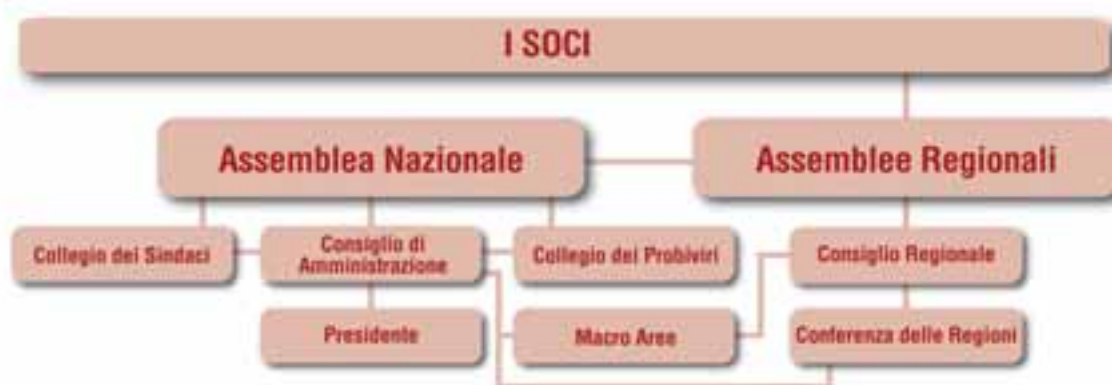 I SOCI
Assemblea Nazionale
Assemblee Regionali
Collegio dei Sindaci
Consiglio di
Amministrazione
Collegio dei Probiviri
Consiglio Regionale
Presidente
Macro Aree
Conferenza delle Regioni